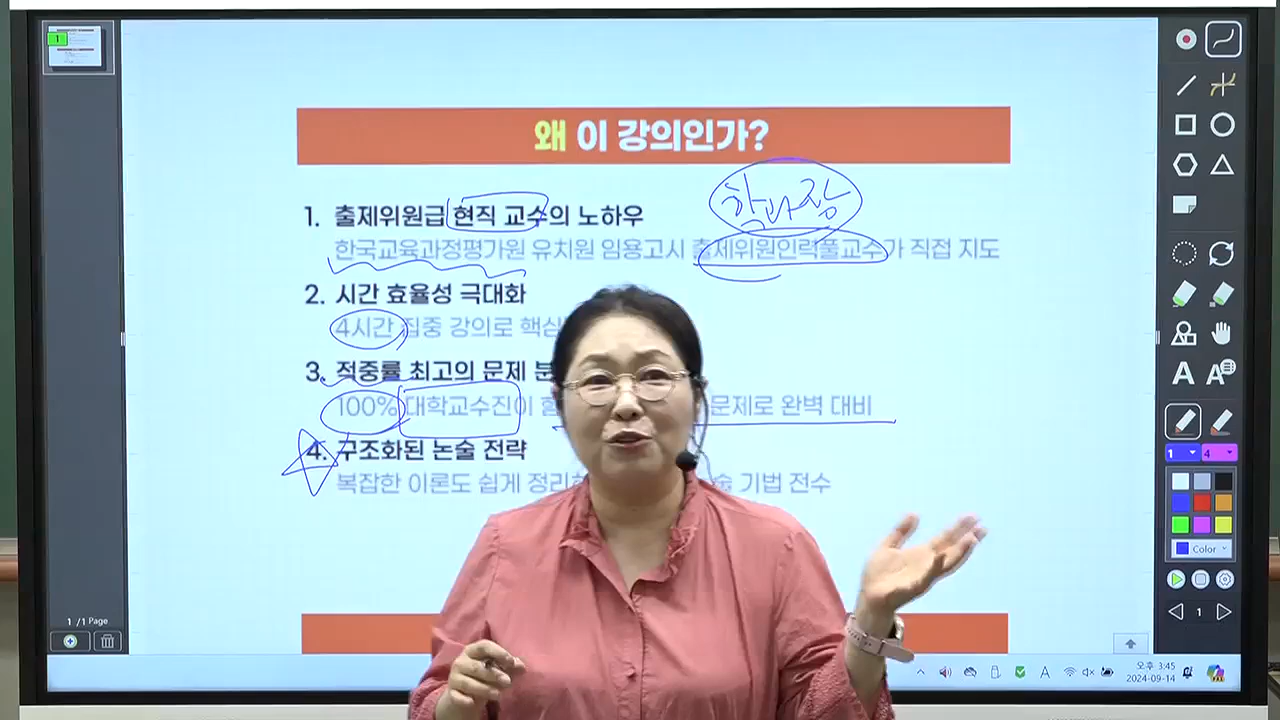 1
왜 이 강의인가?
학과장
1. 출제위원급 현직 교수의 노하우
한국교육과정평가원 유치원 임용고시 출제위원인력풀교수가 직접 지도
2. 시간 효율성 극대화
4시간 집중 강의로 핵심
3. 적중률 최고의 문제 분
100% 대학교수진이 문제로 완벽 대비
4. 구조화된 논술 전략
복잡한 이론도 쉽게 정리 술 기법 전수
A A
1 4
Color
1
1 /1 Page
A
오후 3:45
2024-09-14